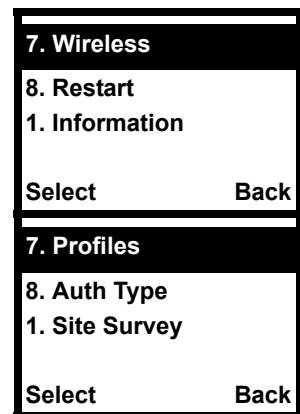 7. Wireless
8. Restart
1. Information
Select Back
7. Profiles
8. Auth Type
1. Site Survey
Select Back